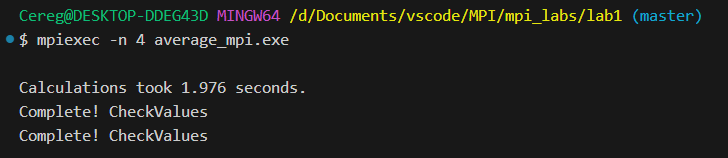 Cereg@DESKTOP-DDEG43D MINGW64 /d/Documents/vscode/MPI/mpi_labs/lab1 (master)
$ mpiexec -n 4 average_mpi.exe
Calculations took 1.976 seconds.
Complete! CheckValues
Complete! CheckValues